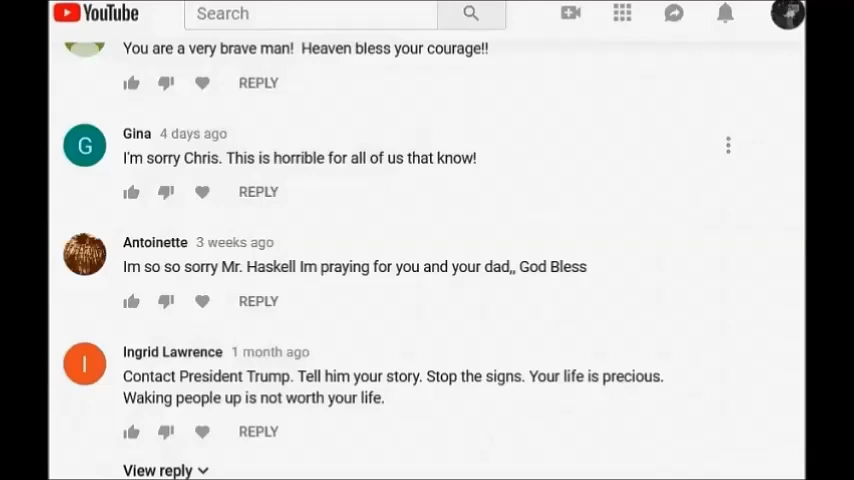 YouTube Search
You are a very brave man! Heaven bless your courage!!
REPLY
G
Gina 4 days ago
I'm sorry Chris. This is horrible for all of us that know!
REPLY
Antoinette 3 weeks ago
Im so so sorry Mr. Haskell Im praying for you and your dad,, God Bless
REPLY
I
Ingrid Lawrence 1 month ago
Contact President Trump. Tell him your story. Stop the signs. Your life is precious.
Waking people up is not worth your life.
REPLY
View reply